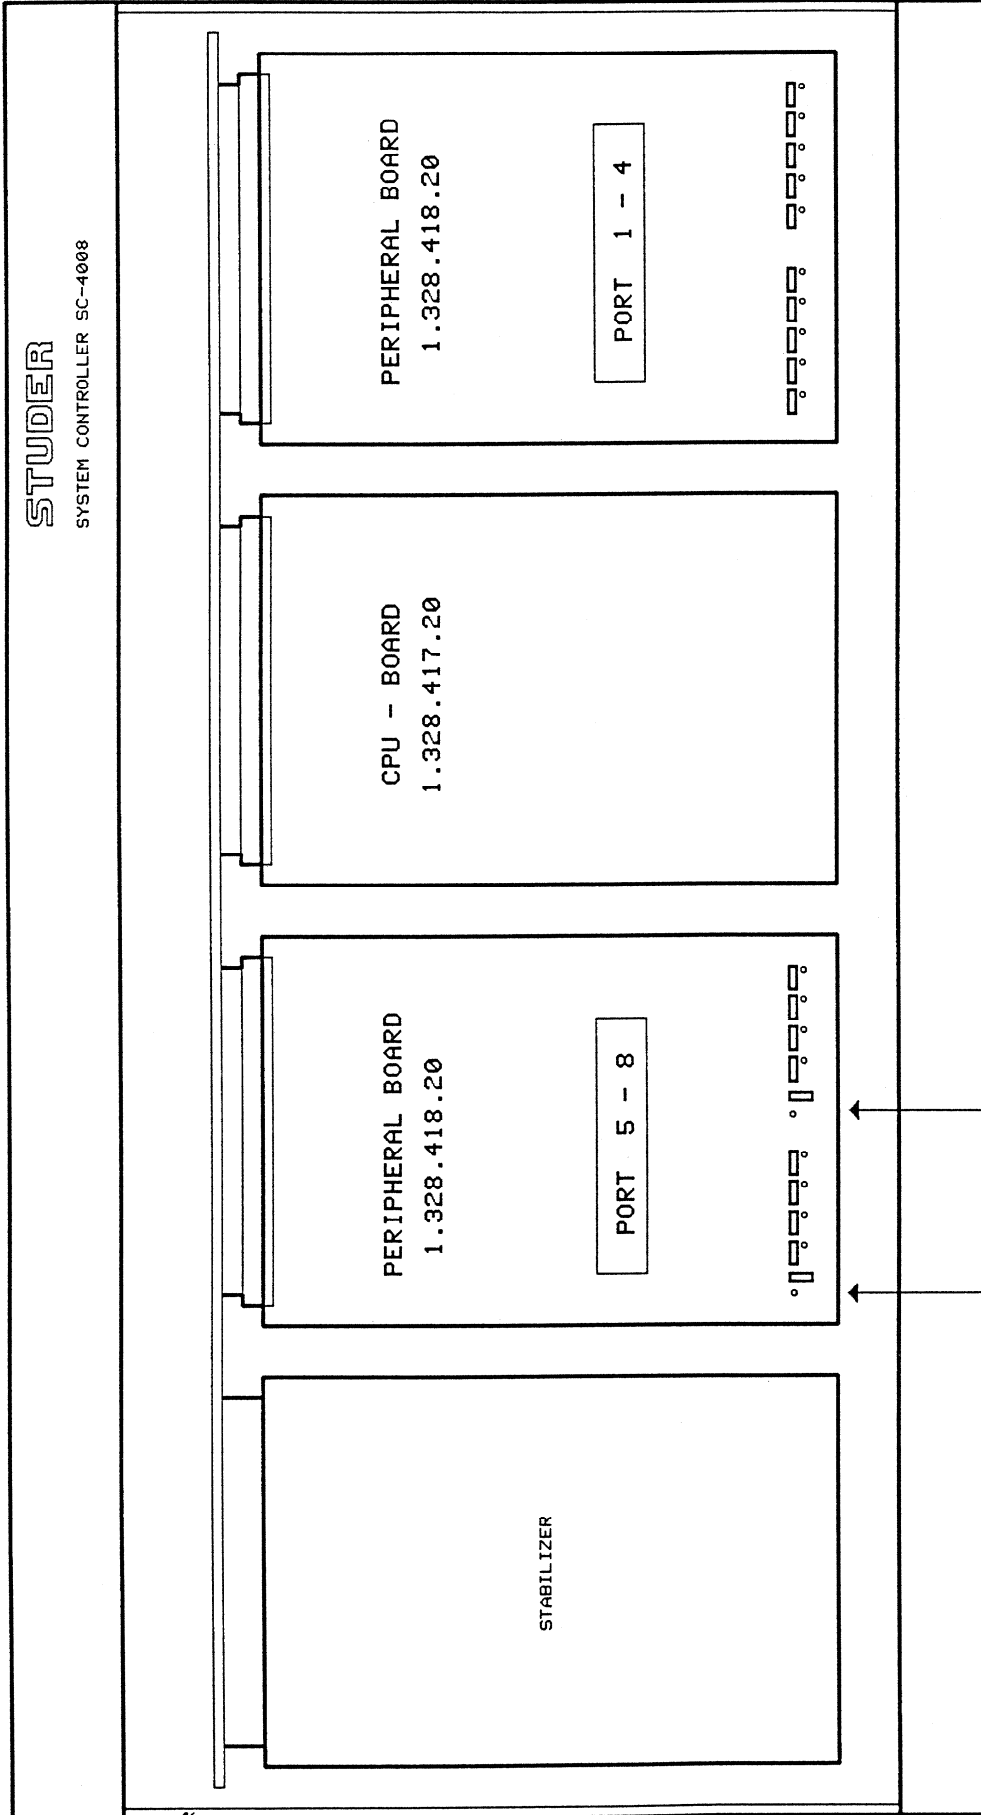 STUDER
SYSTEM CONTROLLER SC-4008
PERIPHERAL BOARD
1.328.418.20
PORT 1 - 4
CPU - BOARD
1.328.417.20
PERIPHERAL BOARD
1.328.418.20
PORT 5 - 8
STABILIZER